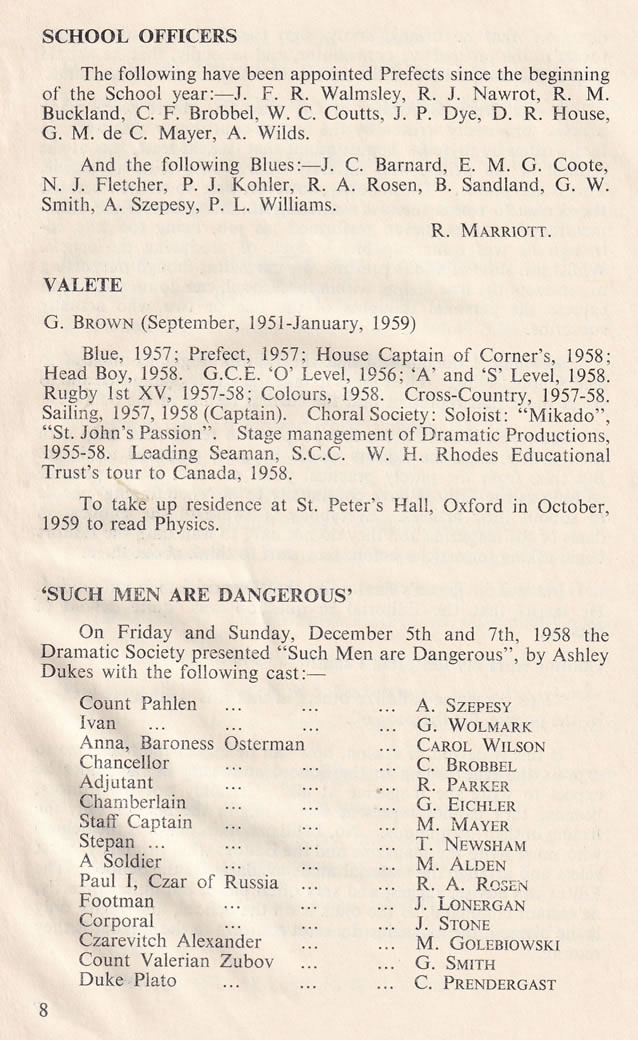 SCHOOL OFFICERS
The following have been appointed Prefects since the beginning
of the School year:—J. F. R. Walmsley, R. J. Nawrot, R. M.
Buckland, C. F. Brobbel, W. C. Coutts, J. P. Dye, D. R. House,
G. M. de C. Mayer, A. Wilds.
And the following Blues:—J. C. Barnard, E. M. G. Coote,
N. J. Fletcher, P. J. Kohler, R. A. Rosen, B. Sandland, G. W.
Smith, A. Szepesy, P. L. Williams.
R. MARRIOTT.
VALETE
G. BROWN (September, 1951-January, 1959)
Blue, 1957; Prefect, 1957; House Captain of Corner's, 1958;
Head Boy, 1958. G.C.E. 'O' Level, 1956; 'A' and 'S' Level, 1958.
Rugby 1st XV, 1957-58; Colours, 1958. Cross-Country, 1957-58.
Sailing, 1957, 1958 (Captain). Choral Society: Soloist: "Mikado",
"St. John's Passion". Stage management of Dramatic Productions,
1955-58. Leading Seaman, S.C.C. W. H. Rhodes Educational
Trust's tour to Canada, 1958.
To take up residence at St. Peter's Hall, Oxford in October,
1959 to read Physics.
'SUCH MEN ARE DANGEROUS'
On Friday and Sunday, December 5th and 7th, 1958 the
Dramatic Society presented "Such Men are Dangerous", by Ashley
Dukes with the following cast:—
Count Pahlen ... ... ... A. SZEPESY
Ivan ... ... ... ... G. WOLMARK
Anna, Baroness Osterman ... CAROL WILSON
Chancellor ... ... ... C. BROBBEL
Adjutant ... ... ... R. PARKER
Chamberlain ... ... ... G. EICHLER
Staff Captain ... ... ... M. MAYER
Stepan ... ... ... ... T. NEWSHAM
A Soldier ... ... ... M. ALDEN
Paul I, Czar of Russia ... ... R. A. ROSEN
Footman ... ... ... J. LONERGAN
Corporal ... ... ... J. STONE
Czarevitch Alexander ... ... M. GOLEBIOWSKI
Count Valerian Zubov ... ... G. SMITH
Duke Plato ... ... ... C. PRENDERGAST
8